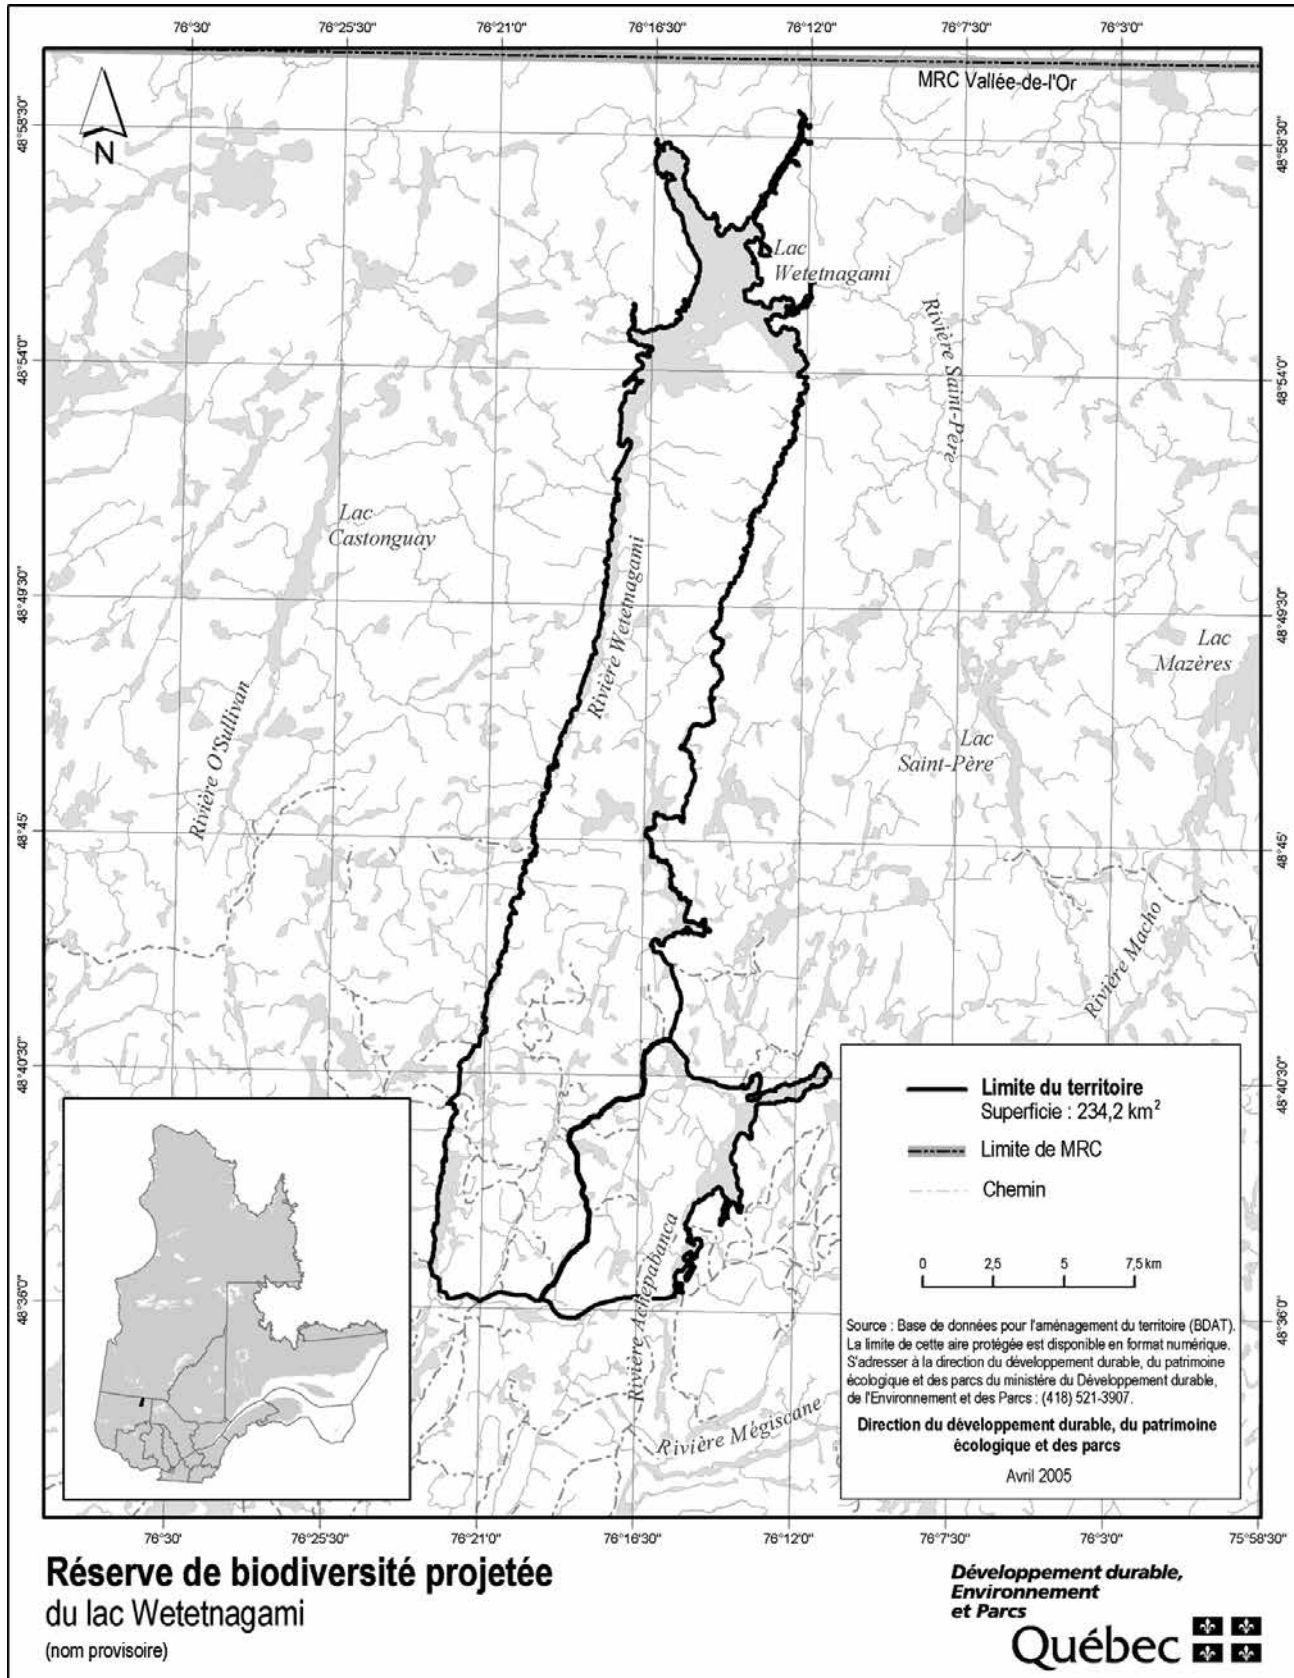 76°30' 76°25'30" 76°21'0" 76°16'30" 76°12'0" 76°7'30" 76°3'0"
MRC Vallée-de-l'Or
48°58'30" 48°58'30"
N
Lac
Wetetnagami
Rivière Saint-Père
48°54'0" 48°54'0"
Lac
Castonguay
Rivière Wetetnagami
48°49'30" 48°49'30"
Lac
Mazères
Rivière O'Sullivan
Lac
Saint-Père
48°45' 48°45'
Rivière Macho
48°40'30" 48°40'30"
Limite du territoire
Superficie : 234,2 km²
Limite de MRC
Chemin
Rivière Achepabanca
0 2,5 5 7,5 km
48°36'0" 48°36'0"
Source : Base de données pour l'aménagement du territoire (BDAT).
La limite de cette aire protégée est disponible en format numérique.
S'adresser à la direction du développement durable, du patrimoine
écologique et des parcs du ministère du Développement durable,
de l'Environnement et des Parcs : (418) 521-3907.
Rivière Mégiscane
Direction du développement durable, du patrimoine
écologique et des parcs
Avril 2005
76°30' 76°25'30" 76°21'0" 76°16'30" 76°12'0" 76°7'30" 76°3'0" 75°58'30"
Réserve de biodiversité projetée
du lac Wetetnagami
(nom provisoire)
Développement durable,
Environnement
et Parcs
Québec